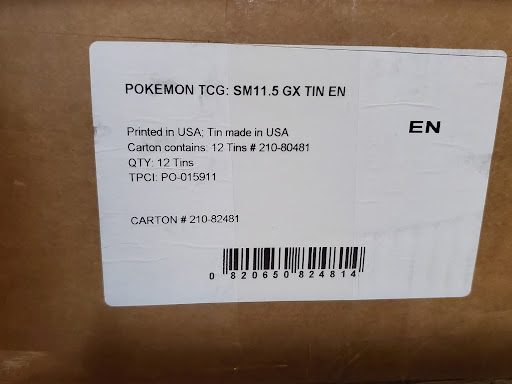 POKEMON TCG: SM11.5 GX TIN EN
EN
Printed in USA; Tin made in USA
Carton contains: 12 Tins # 210-80481
QTY: 12 Tins
TPCI: PO-015911
CARTON # 210-82481
0 820650 824814